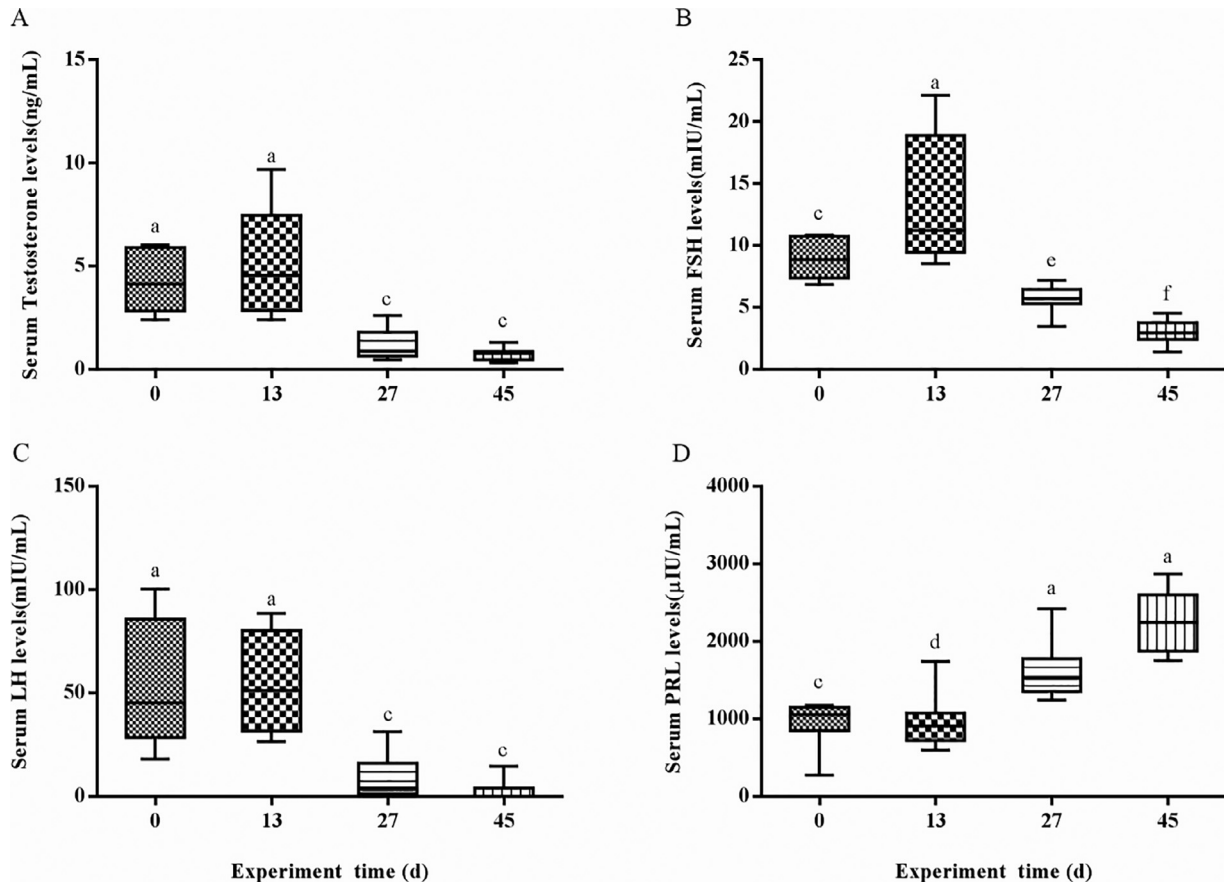 A
Serum Testosterone levels(ng/mL)
15
10
5
0
a
a
c
c
0 13 27 45
B
Serum FSH levels(mIU/mL)
25
20
15
10
5
0
c
a
e
f
0 13 27 45
C
Serum LH levels(mIU/mL)
150
100
50
0
a
a
c
c
0 13 27 45
Experiment time (d)
D
Serum PRL levels(μIU/mL)
4000
3000
2000
1000
0
c
d
a
a
0 13 27 45
Experiment time (d)